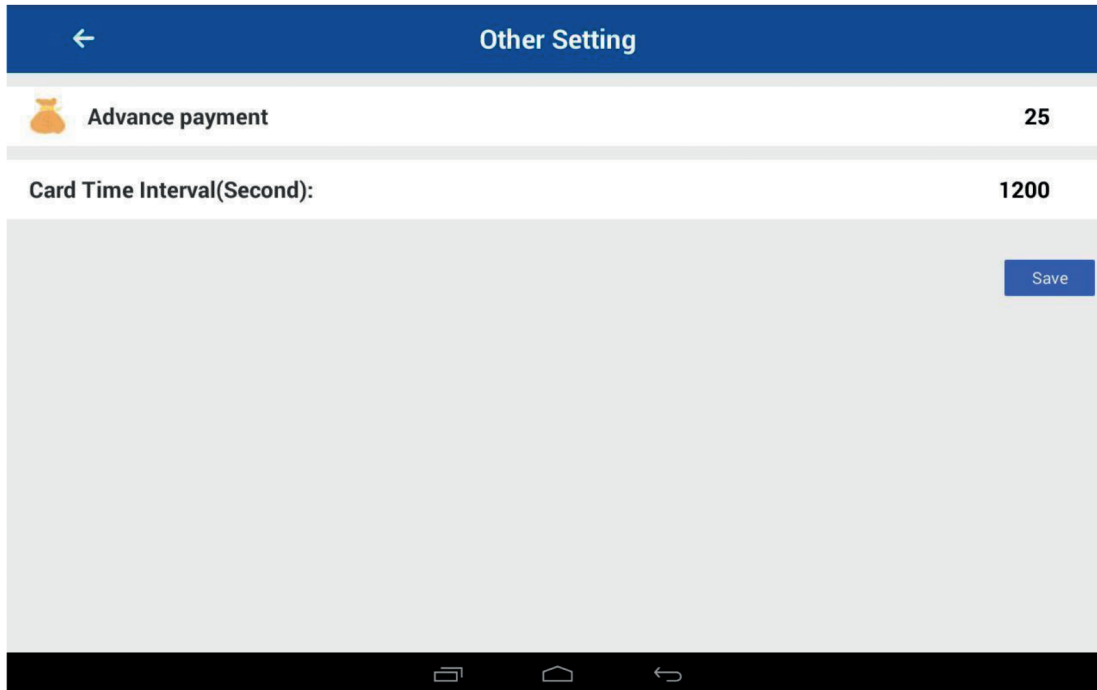 Other Setting
Advance payment 25
Card Time Interval(Second): 1200
Save